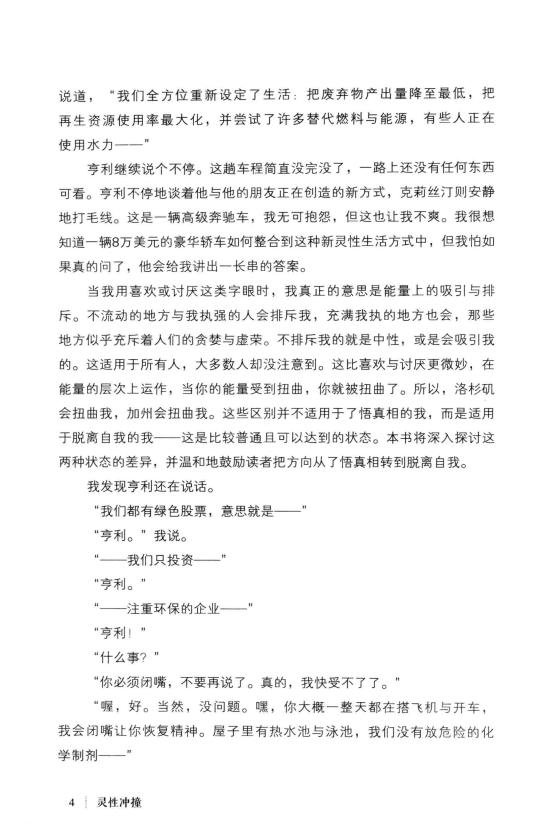 说道，“我们全方位重新设定了生活：把废弃物产出量降至最低，把
再生资源使用率最大化，并尝试了许多替代燃料与能源，有些人正在
使用水力——”
亨利继续说个不停。这趟车程简直没完没了，一路上还没有任何东西
可看。亨利不停地谈着他与他的朋友正在创造的新方式，克莉丝汀则安静
地打毛线。这是一辆高级奔驰车，我无可抱怨，但这也让我不爽。我很想
知道一辆8万美元的豪华轿车如何整合到这种新灵性生活方式中，但我怕如
果真的问了，他会给我讲出一长串的答案。
当我用喜欢或讨厌这类字眼时，我真正的意思是能量上的吸引与排
斥。不流动的地方与我执强的人会排斥我，充满我执的地方也会，那些
地方似乎充斥着人们的贪婪与虚荣。不排斥我的就是中性，或是会吸引我
的。这适用于所有人，大多数人却没注意到。这比喜欢与讨厌更微妙，在
能量的层次上运作，当你的能量受到扭曲，你就被扭曲了。所以，洛杉矶
会扭曲我，加州会扭曲我。这些区别并不适用于了悟真相的我，而是适用
于脱离自我的我——这是比较普通且可以达到的状态。本书将深入探讨这
两种状态的差异，并温和地鼓励读者把方向从了悟真相转到脱离自我。
我发现亨利还在说话。
“我们都有绿色股票，意思就是——”
“亨利。”我说。
“——我们只投资——”
“亨利。”
“——注重环保的企业——”
“亨利！”
“什么事？”
“你必须闭嘴，不要再说了。真的，我快受不了了。”
“喔，好。当然，没问题。嘿，你大概一整天都在搭飞机与开车，
我会闭嘴让你恢复精神。屋子里有热水池与泳池，我们没有放危险的化
学制剂——”
4 灵性冲撞